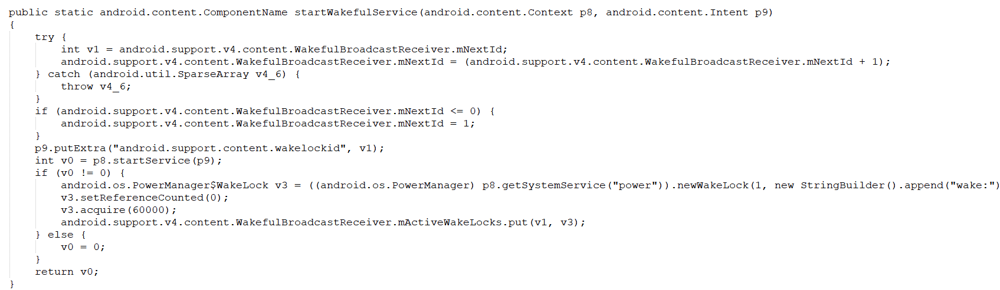 public static android.content.ComponentName startWakefulService(android.content.Context p8, android.content.Intent p9)
{
    try {
        int v1 = android.support.v4.content.WakefulBroadcastReceiver.mNextId;
        android.support.v4.content.WakefulBroadcastReceiver.mNextId = (android.support.v4.content.WakefulBroadcastReceiver.mNextId + 1);
    } catch (android.util.SparseArray v4_6) {
        throw v4_6;
    }
    if (android.support.v4.content.WakefulBroadcastReceiver.mNextId <= 0) {
        android.support.v4.content.WakefulBroadcastReceiver.mNextId = 1;
    }
    p9.putExtra("android.support.content.wakelockid", v1);
    int v0 = p8.startService(p9);
    if (v0 != 0) {
        android.os.PowerManager$WakeLock v3 = ((android.os.PowerManager) p8.getSystemService("power")).newWakeLock(1, new StringBuilder().append("wake:")
        v3.setReferenceCounted(0);
        v3.acquire(60000);
        android.support.v4.content.WakefulBroadcastReceiver.mActiveWakeLocks.put(v1, v3);
    } else {
        v0 = 0;
    }
    return v0;
}